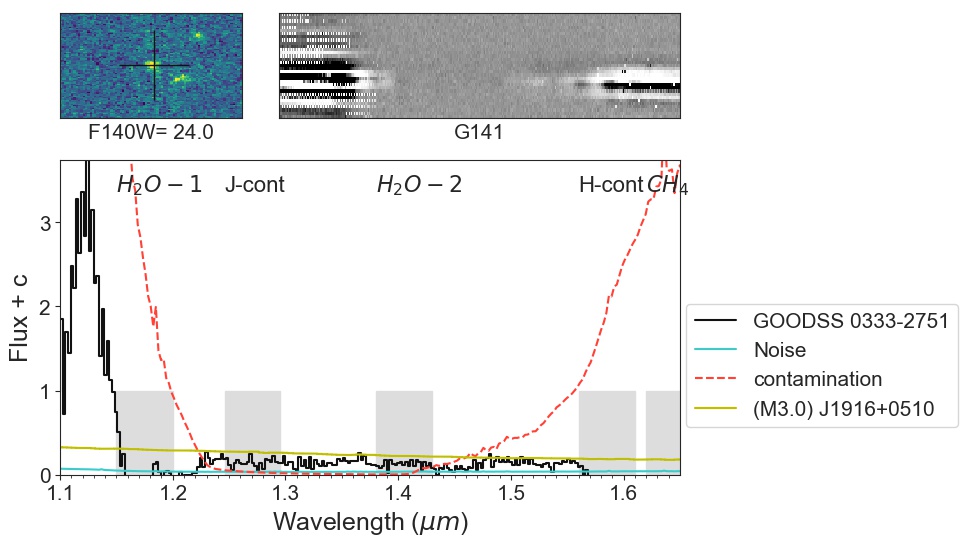 F140W= 24.0
G141
H₂O − 1
J-cont
H₂O − 2
H-cont
CH₄
3
2
1
0
Flux + c
1.1
1.2
1.3
1.4
1.5
1.6
Wavelength (μm)
GOODSS 0333-2751
Noise
contamination
(M3.0) J1916+0510